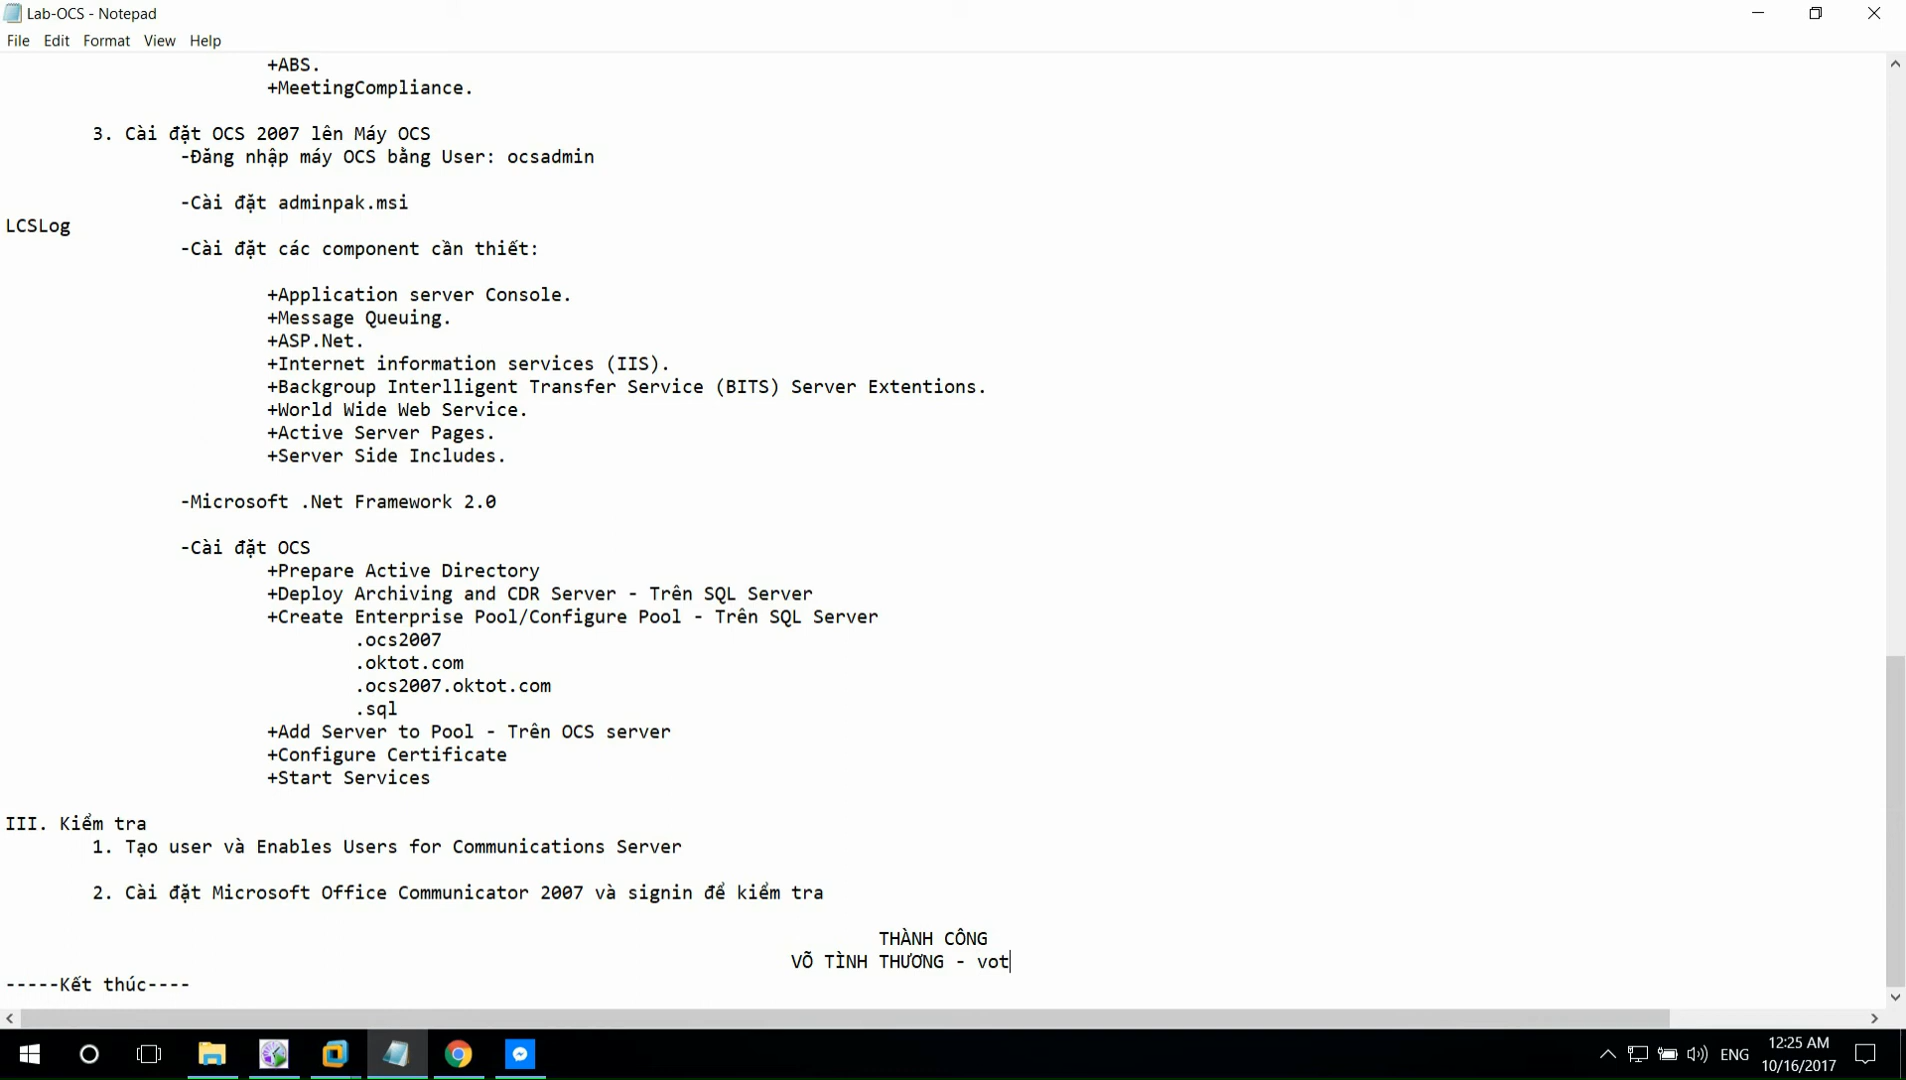 Lab-OCS - Notepad
File Edit Format View Help
+ABS.
+MeetingCompliance.
3. Cài đặt OCS 2007 lên Máy OCS
-Đăng nhập máy OCS bằng User: ocsadmin
-Cài đặt adminpak.msi
LCSLog
-Cài đặt các component cần thiết:
+Application server Console.
+Message Queuing.
+ASP.Net.
+Internet information services (IIS).
+Backgroup Interlligent Transfer Service (BITS) Server Extentions.
+World Wide Web Service.
+Active Server Pages.
+Server Side Includes.
-Microsoft .Net Framework 2.0
-Cài đặt OCS
+Prepare Active Directory
+Deploy Archiving and CDR Server - Trên SQL Server
+Create Enterprise Pool/Configure Pool - Trên SQL Server
.ocs2007
.oktot.com
.ocs2007.oktot.com
.sql
+Add Server to Pool - Trên OCS server
+Configure Certificate
+Start Services
III. Kiểm tra
1. Tạo user và Enables Users for Communications Server
2. Cài đặt Microsoft Office Communicator 2007 và signin để kiểm tra
THÀNH CÔNG
VÕ TÌNH THƯƠNG - vot
-----Kết thúc----
ENG
12:25 AM
10/16/2017